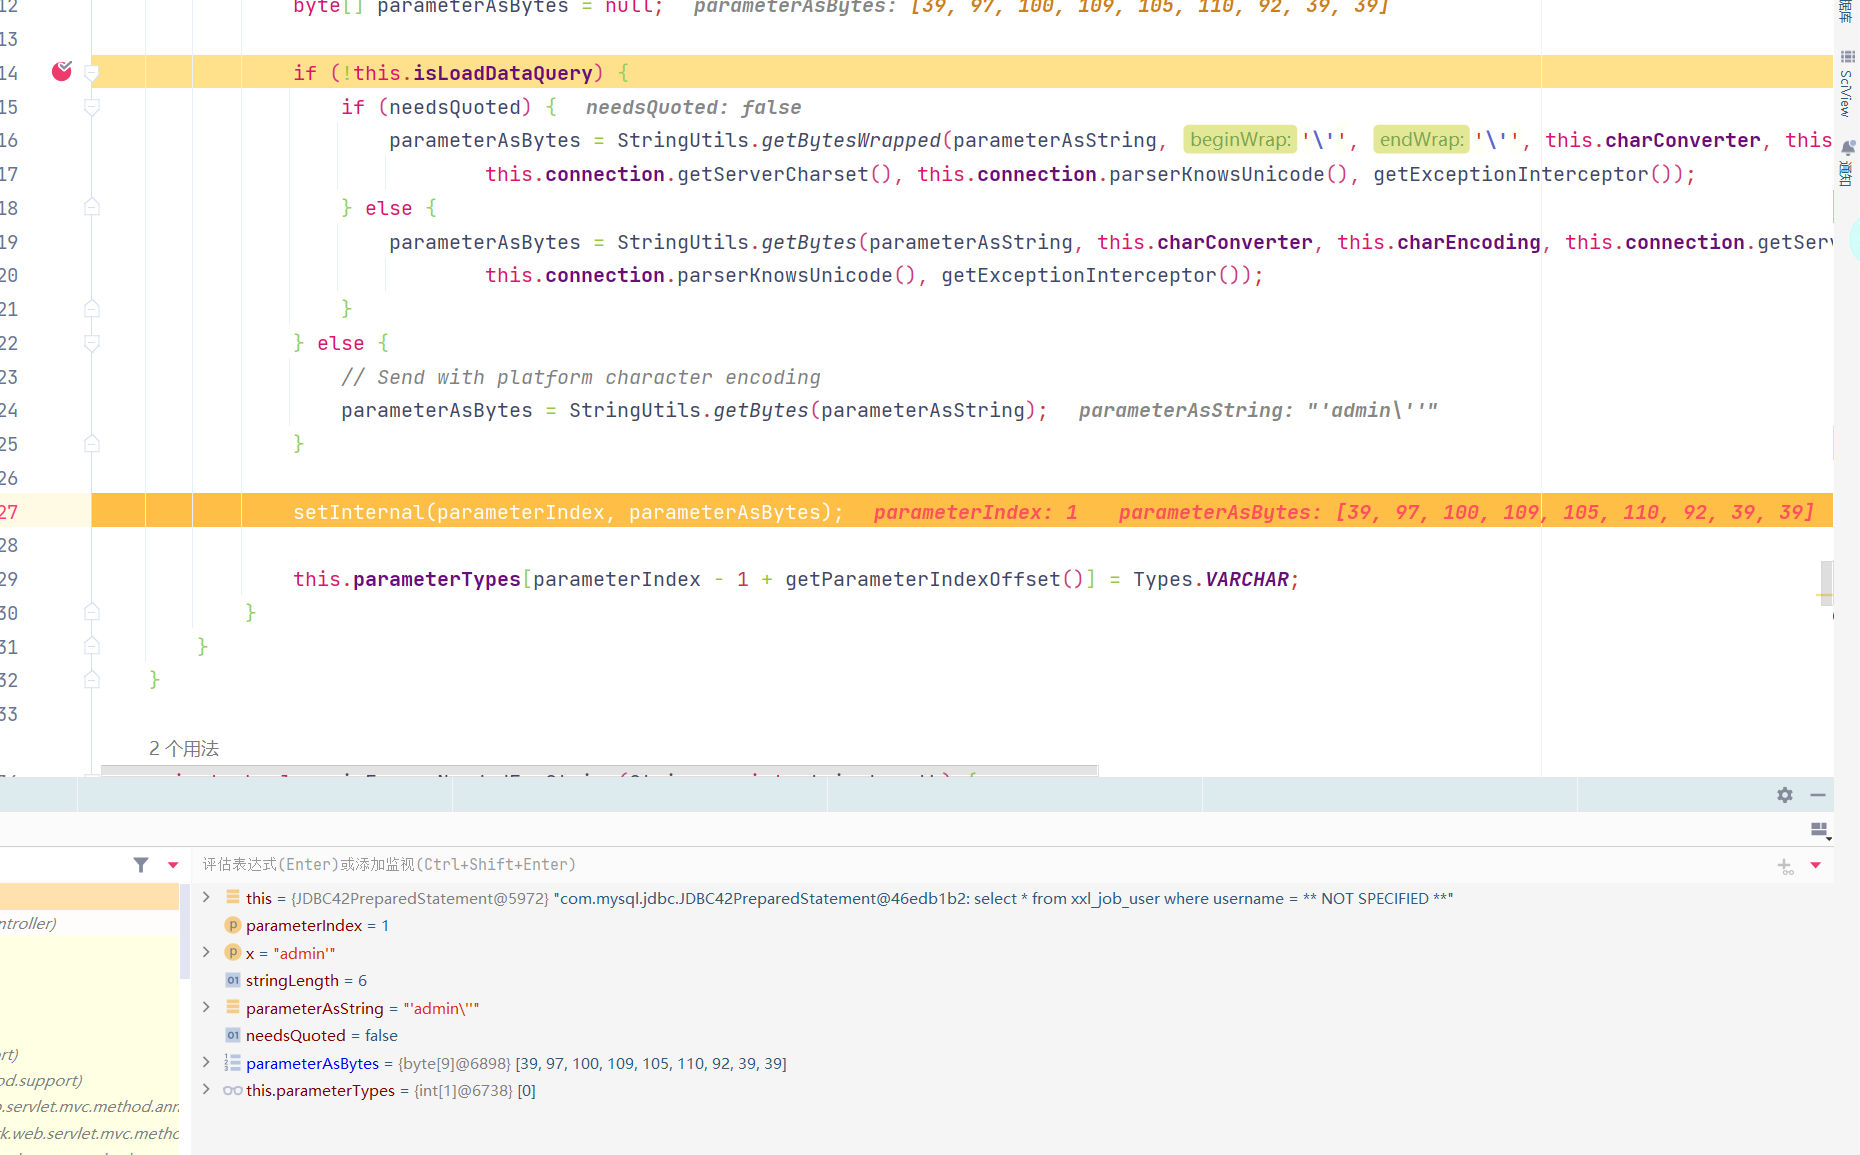 12 byte[] parameterAsBytes = null; parameterAsBytes: [39, 97, 100, 109, 105, 110, 92, 39, 39]
13
14 if (!this.isLoadDataQuery) {
15 if (needsQuoted) { needsQuoted: false
16 parameterAsBytes = StringUtils.getBytesWrapped(parameterAsString, beginWrap: '\'', endWrap: '\'', this.charConverter, this
17 this.connection.getServerCharset(), this.connection.parserKnowsUnicode(), getExceptionInterceptor());
18 } else {
19 parameterAsBytes = StringUtils.getBytes(parameterAsString, this.charConverter, this.charEncoding, this.connection.getServ
20 this.connection.parserKnowsUnicode(), getExceptionInterceptor());
21 }
22 } else {
23 // Send with platform character encoding
24 parameterAsBytes = StringUtils.getBytes(parameterAsString); parameterAsString: "'admin\''"
25 }
26
27 setInternal(parameterIndex, parameterAsBytes); parameterIndex: 1 parameterAsBytes: [39, 97, 100, 109, 105, 110, 92, 39, 39]
28
29 this.parameterTypes[parameterIndex - 1 + getParameterIndexOffset()] = Types.VARCHAR;
30 }
31 }
32 }
33
2 个用法
据库
SciView
通知
评估表达式(Enter)或添加监视(Ctrl+Shift+Enter)
this = {JDBC42PreparedStatement@5972} "com.mysql.jdbc.JDBC42PreparedStatement@46edb1b2: select * from xxl_job_user where username = ** NOT SPECIFIED **"
parameterIndex = 1
x = "admin'"
stringLength = 6
parameterAsString = "'admin\''"
needsQuoted = false
parameterAsBytes = {byte[9]@6898} [39, 97, 100, 109, 105, 110, 92, 39, 39]
this.parameterTypes = {int[1]@6738} [0]
ntroller)
rt)
od.support)
.servlet.mvc.method.ann
k.web.servlet.mvc.metho